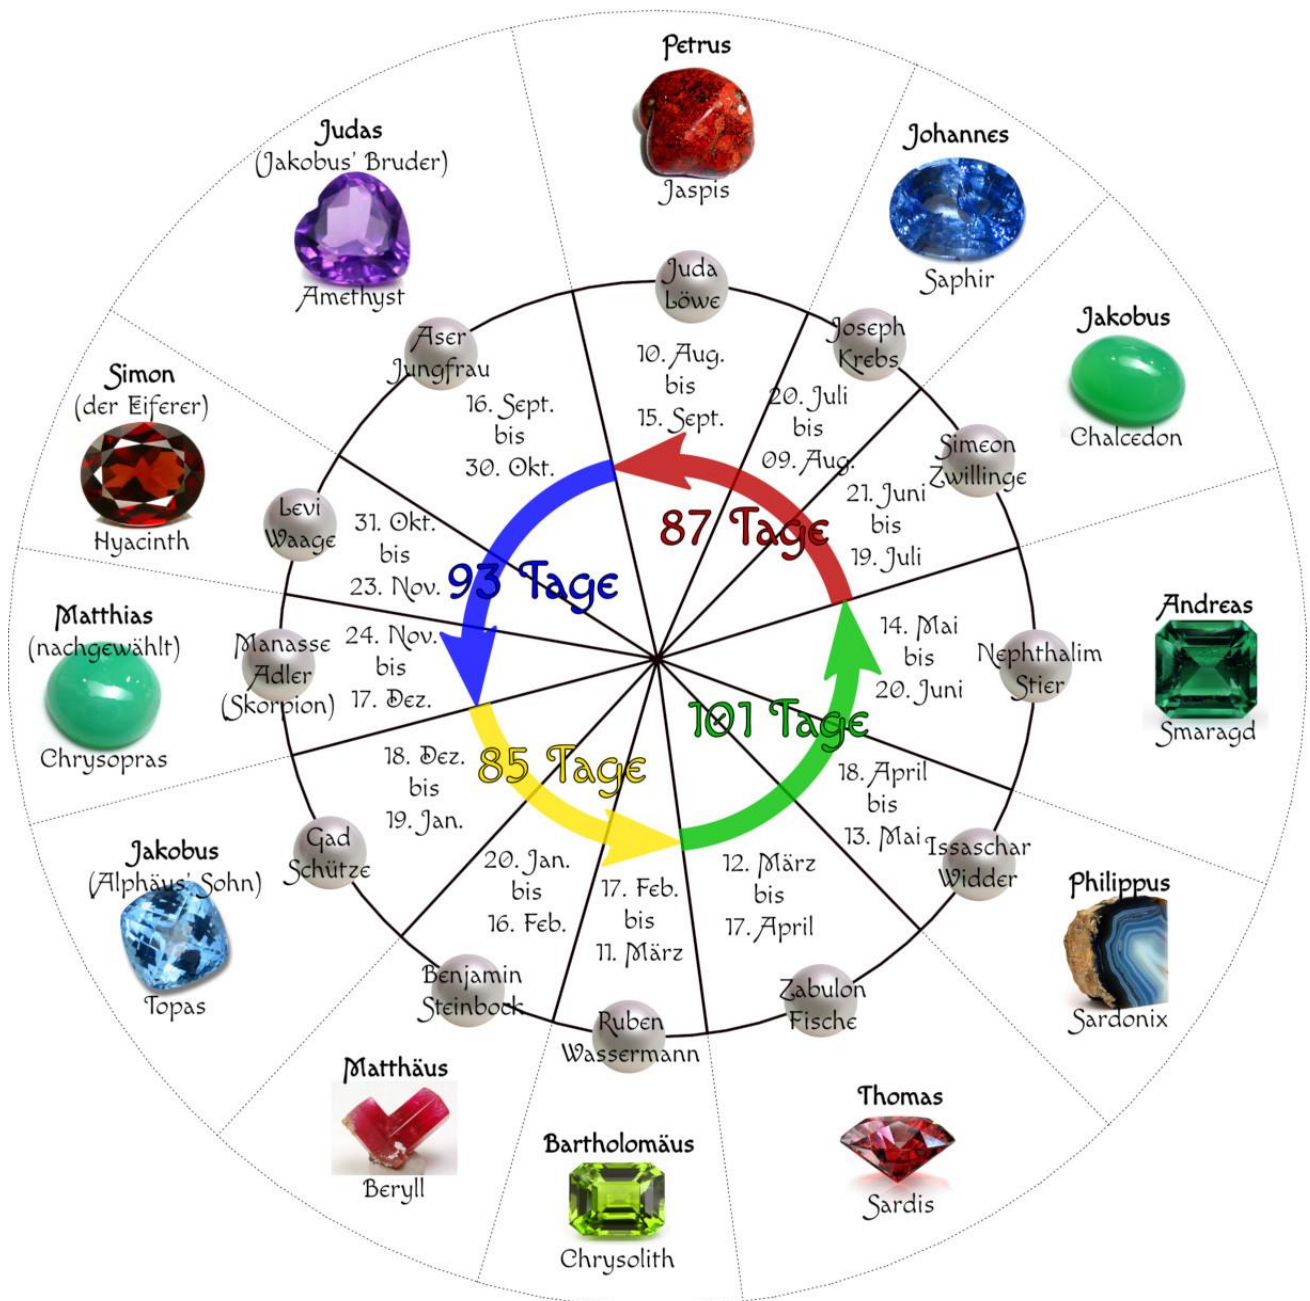 Petrus
Jaspis
Johannes
Saphir
Jakobus
Chalcedon
Andreas
Smaragd
Philippus
Sardonix
Thomas
Sardis
Bartholomäus
Chrysolith
Matthäus
Beryll
Jakobus
(Alphäus' Sohn)
Topas
Matthias
(nachgewählt)
Chrysopras
Simon
(der Eiferer)
Hyacinth
Judas
(Jakobus' Bruder)
Amethyst
Juda
Löwe
10. Aug.
bis
15. Sept.
Joseph
Krebs
20. Juli
bis
09. Aug.
Simeon
Zwillinge
21. Juni
bis
19. Juli
Nephthalim
Stier
14. Mai
bis
20. Juni
Issaschar
Widder
18. April
bis
13. Mai
Zabulon
Fische
12. März
bis
17. April
Ruben
Wassermann
17. Feb.
bis
11. März
Benjamin
Steinbock
20. Jan.
bis
16. Feb.
Gad
Schütze
18. Dez.
bis
19. Jan.
Manasse
Adler
(Skorpion)
24. Nov.
bis
17. Dez.
Levi
Waage
31. Okt.
bis
23. Nov.
Aser
Jungfrau
16. Sept.
bis
30. Okt.
87 Tage
93 Tage
101 Tage
85 Tage